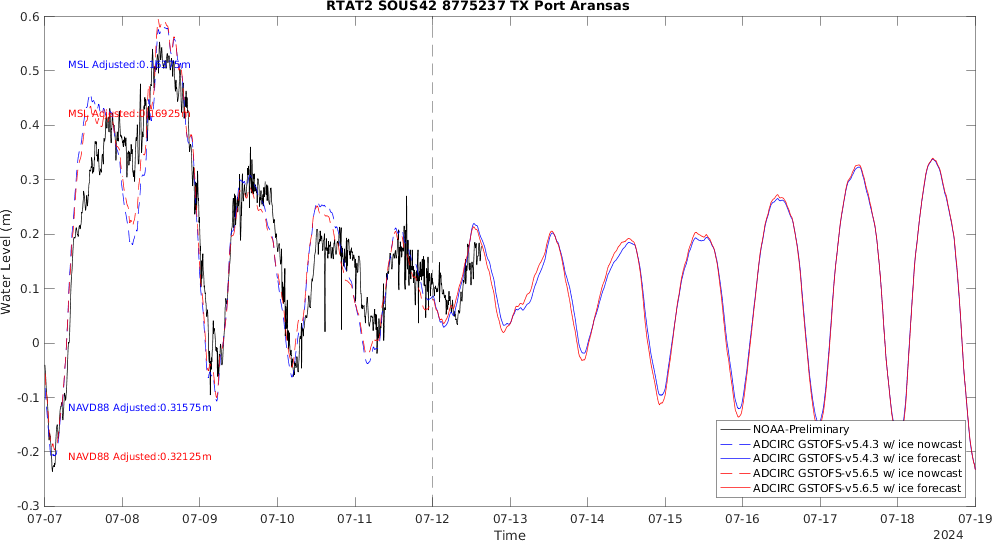 RTAT2 SOUS42 8775237 TX Port Aransas
Water Level (m)
0.6
0.5
0.4
0.3
0.2
0.1
0
-0.1
-0.2
-0.3
MSL Adjusted:
MSL Adjusted:0.16925m
NAVD88 Adjusted:0.31575m
NAVD88 Adjusted:0.32125m
NOAA-Preliminary
ADCIRC GSTOFS-v5.4.3 w/ ice nowcast
ADCIRC GSTOFS-v5.4.3 w/ ice forecast
ADCIRC GSTOFS-v5.6.5 w/ ice nowcast
ADCIRC GSTOFS-v5.6.5 w/ ice forecast
07-07 07-08 07-09 07-10 07-11 07-12 07-13 07-14 07-15 07-16 07-17 07-18 07-19
Time
2024